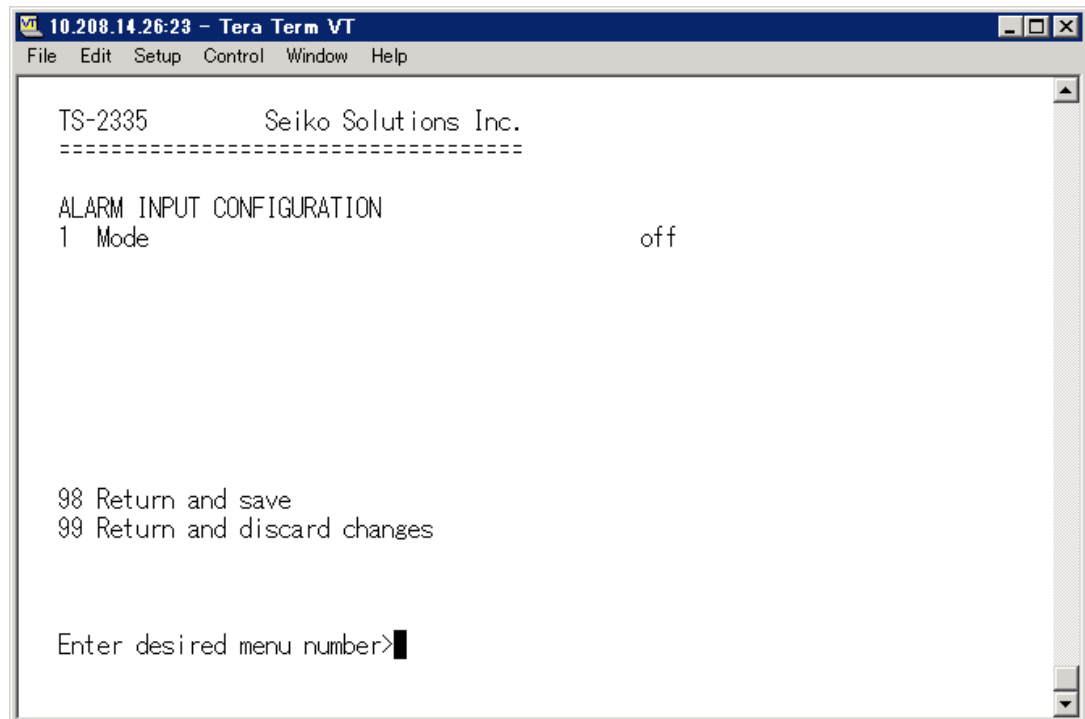 10.208.14.26:23 - Tera Term VT
File Edit Setup Control Window Help
TS-2335 Seiko Solutions Inc.
====================================
ALARM INPUT CONFIGURATION
1 Mode off
98 Return and save
99 Return and discard changes
Enter desired menu number>